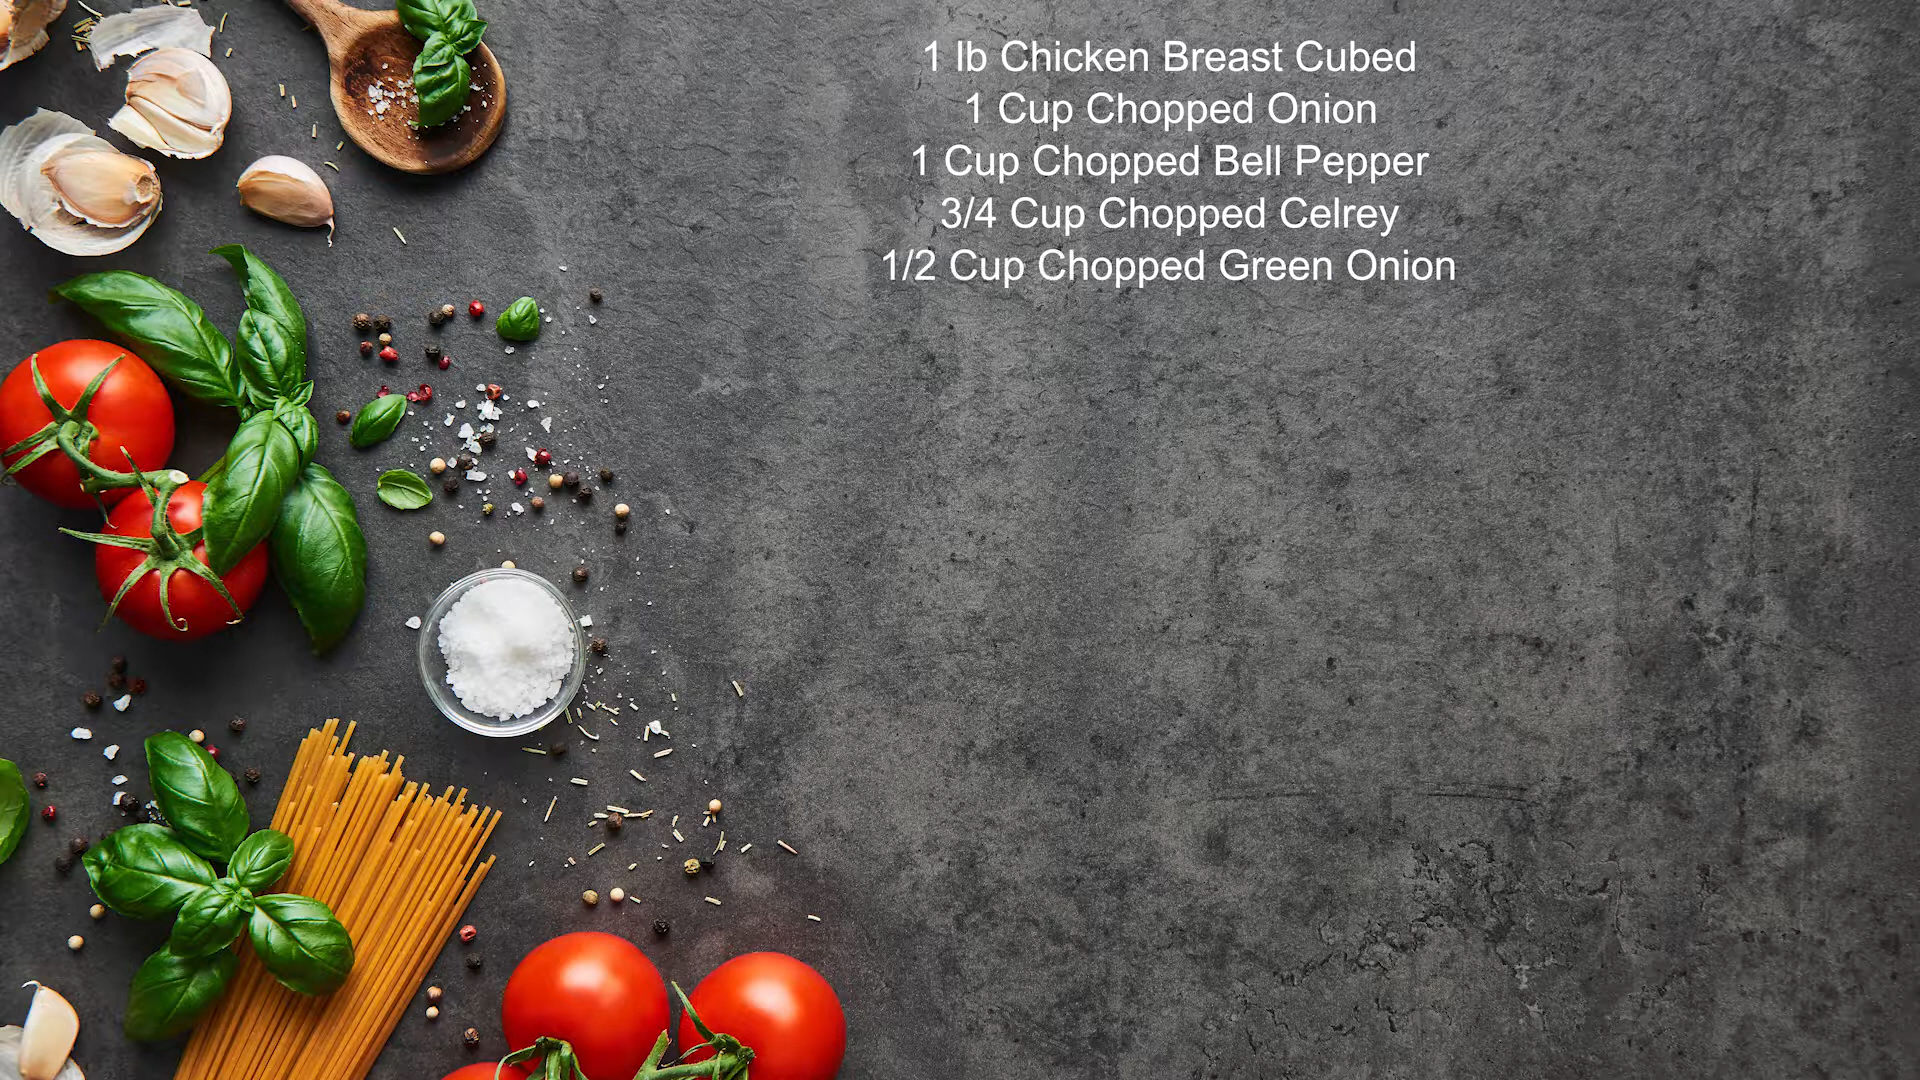 1 lb Chicken Breast Cubed
1 Cup Chopped Onion
1 Cup Chopped Bell Pepper
3/4 Cup Chopped Celrey
1/2 Cup Chopped Green Onion